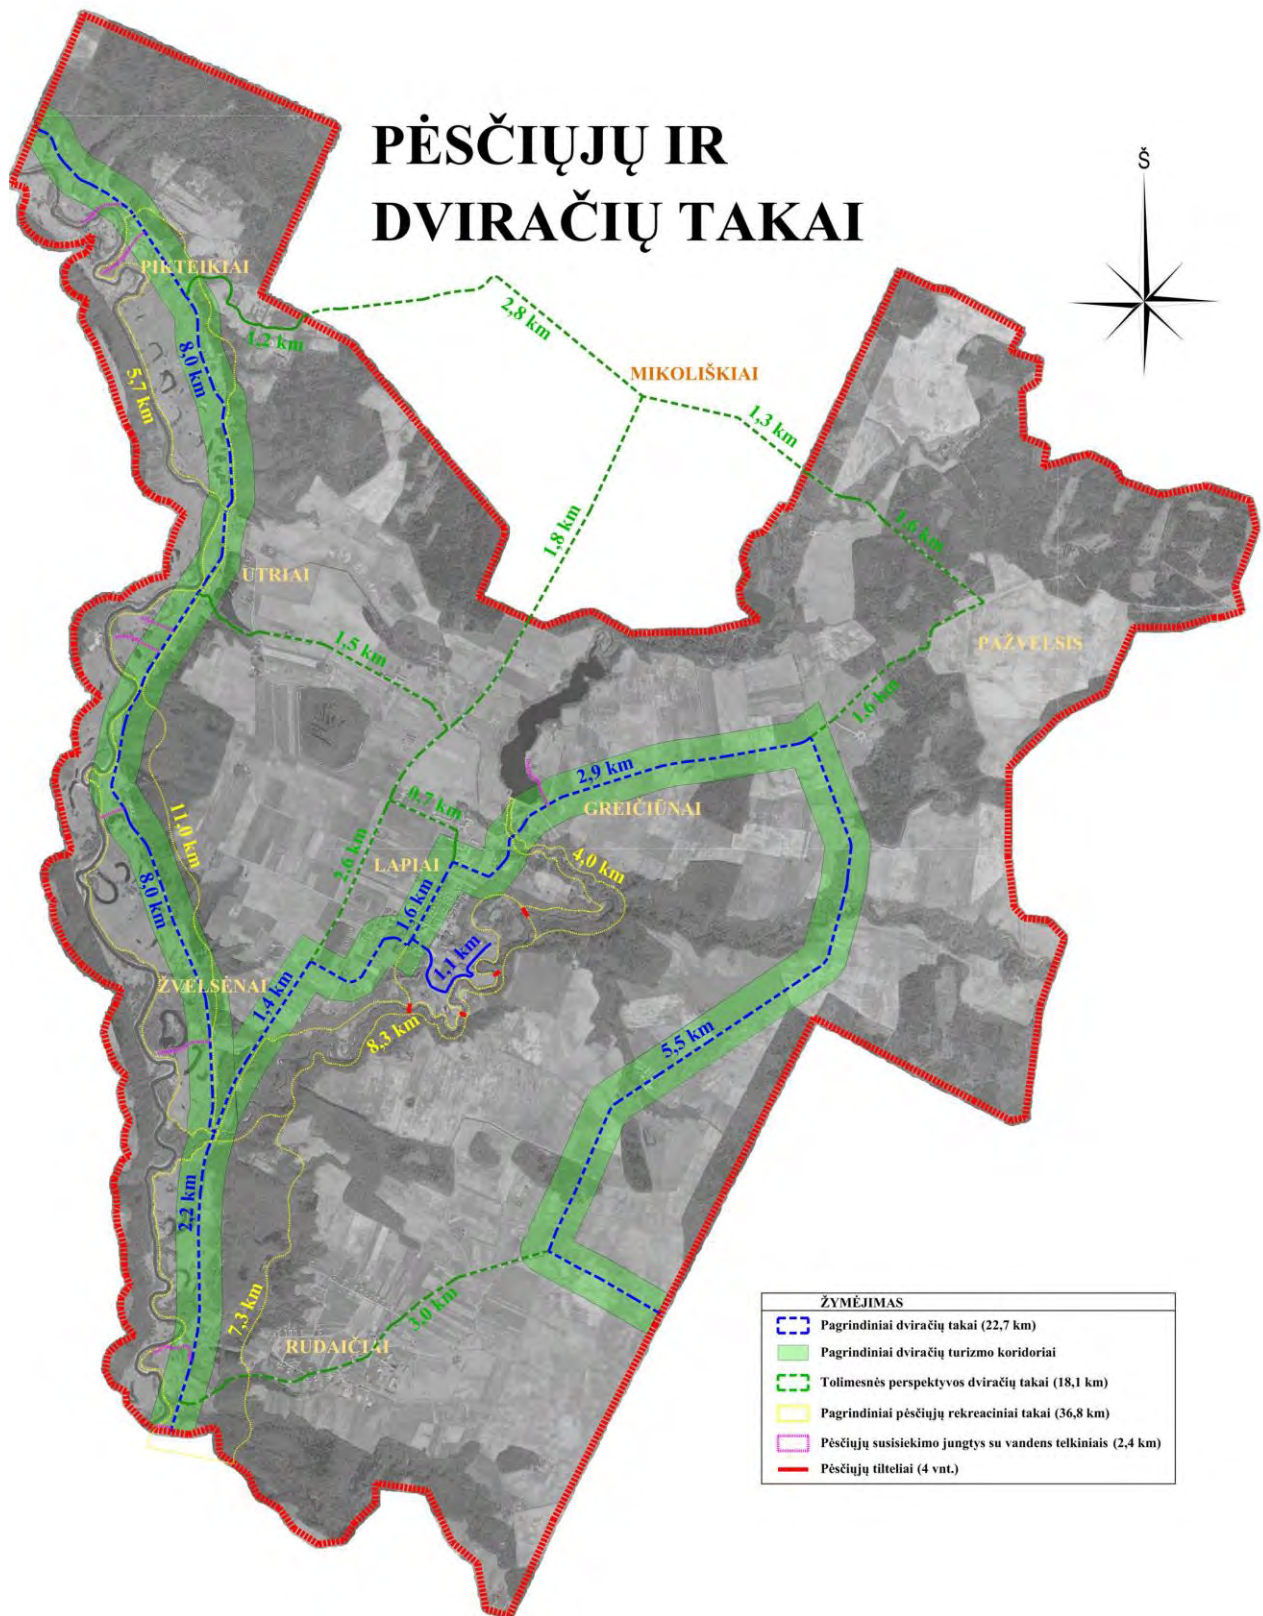 PĖSČIŲJŲ IR
DVIRAČIŲ TAKAI
Š
PIKTEIKIAI
1,2 km
2,8 km
8,0 km
5,7 km
MIKOLIŠKIAI
1,3 km
1,8 km
1,6 km
UTRIAI
1,5 km
PAŽVELSIS
1,6 km
2,9 km
0,7 km
GREIČIŪNAI
11,0 km
2,6 km
LAPIAI
4,0 km
8,0 km
1,6 km
1,1 km
ŽVELSĖNAI
1,4 km
8,3 km
5,5 km
2,2 km
7,3 km
3,0 km
RUDAIČIAI
ŽYMĖJIMAS
Pagrindiniai dviračių takai (22,7 km)
Pagrindiniai dviračių turizmo koridoriai
Tolimesnės perspektyvos dviračių takai (18,1 km)
Pagrindiniai pėsčiųjų rekreaciniai takai (36,8 km)
Pėsčiųjų susisiekimo jungtys su vandens telkiniais (2,4 km)
Pėsčiųjų tilteliai (4 vnt.)